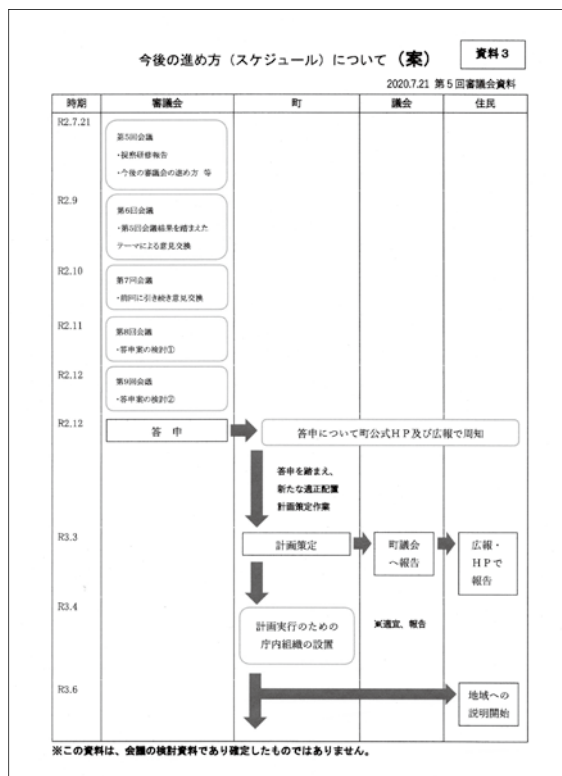 今後の進め方（スケジュール）について（案）
資料３
2020.7.21 第５回審議会資料
時期 審議会 町 議会 住民
R2.7.21
第5回会議
・視察研修報告
・今後の審議会の進め方 等
R2.9
第6回会議
・第5回会議結果を踏まえた
テーマによる意見交換
R2.10
第7回会議
・前回に引き続き意見交換
R2.11
第8回会議
・答申案の検討①
R2.12
第9回会議
・答申案の検討②
R2.12
答 申
答申について町公式ＨＰ及び広報で周知
答申を踏まえ、
新たな適正配置
計画策定作業
R3.3
計画策定
町議会
へ報告
広報・
ＨＰで
報告
R3.4
計画実行のための
庁内組織の設置
※適宜、報告
R3.6
地域への
説明開始
※この資料は、会議の検討資料であり確定したものではありません。